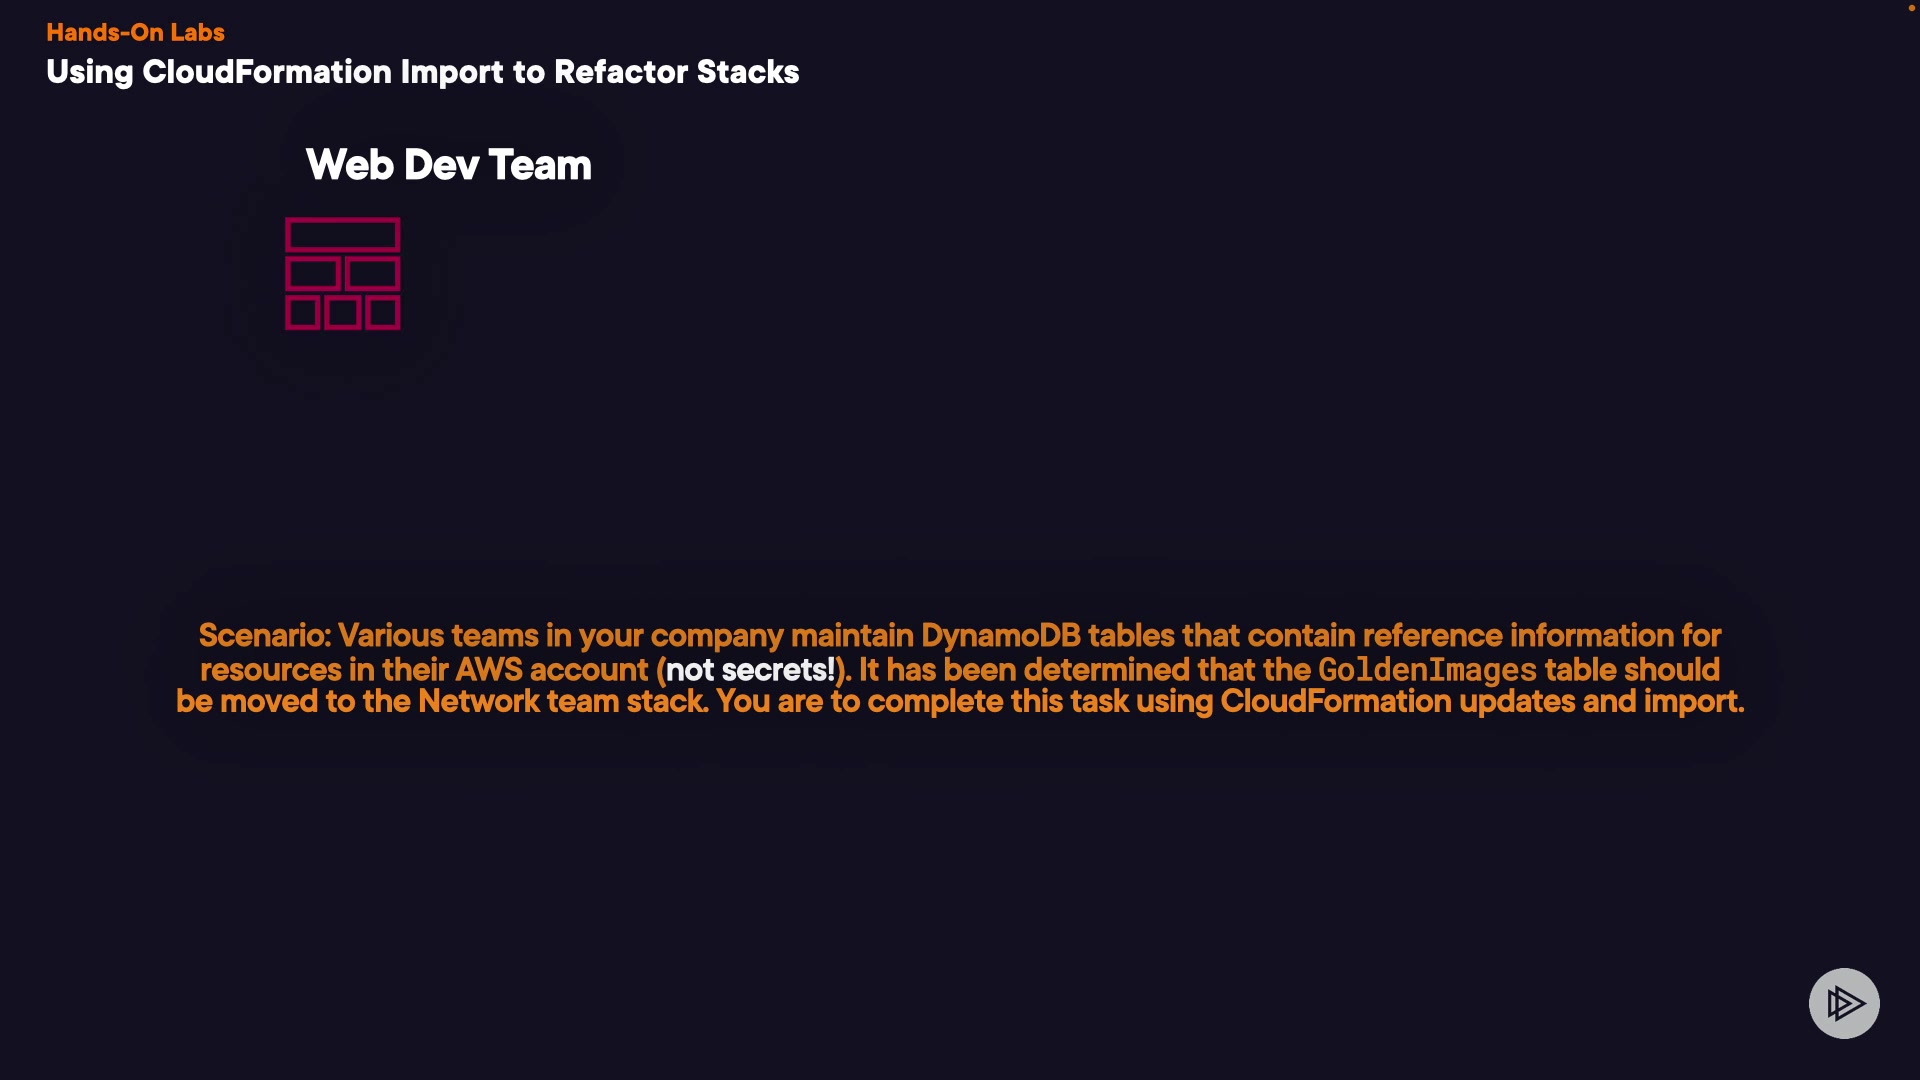 Hands-On Labs
Using CloudFormation Import to Refactor Stacks
Web Dev Team
Scenario: Various teams in your company maintain DynamoDB tables that contain reference information for
resources in their AWS account (not secrets!). It has been determined that the GoldenImages table should
be moved to the Network team stack. You are to complete this task using CloudFormation updates and import.